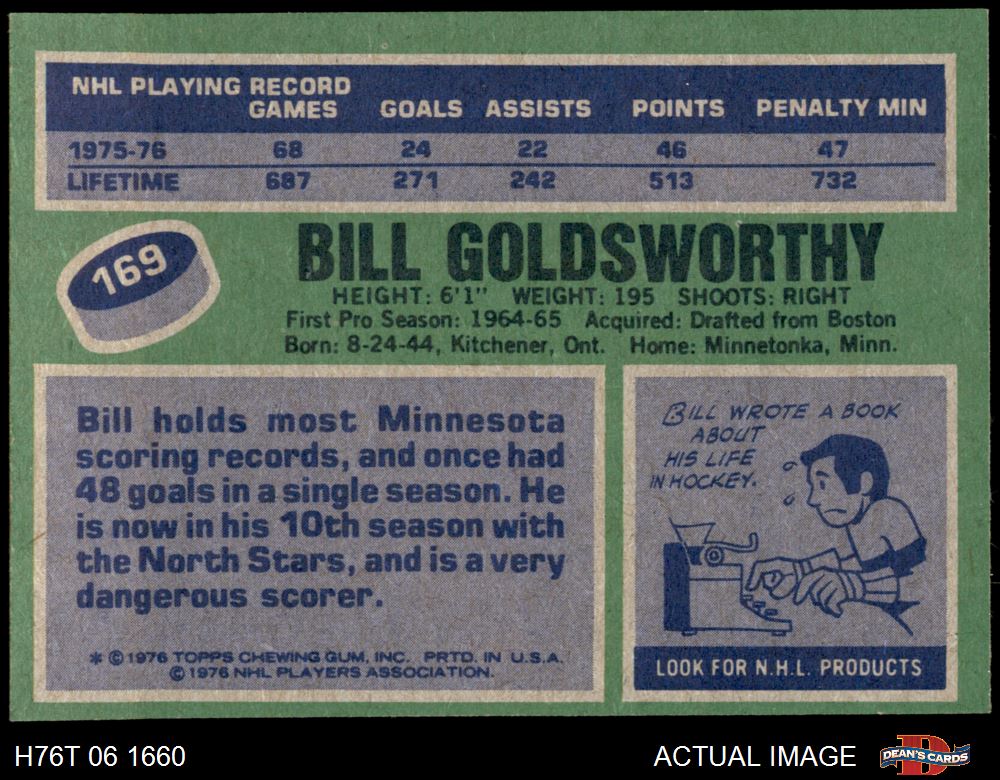 NHL PLAYING RECORD
GAMES GOALS ASSISTS POINTS PENALTY MIN
1975-76 68 24 22 46 47
LIFETIME 687 271 242 513 732
169
BILL GOLDSWORTHY
HEIGHT: 6'1" WEIGHT: 195 SHOOTS: RIGHT
First Pro Season: 1964-65 Acquired: Drafted from Boston
Born: 8-24-44, Kitchener, Ont. Home: Minnetonka, Minn.
Bill holds most Minnesota
scoring records, and once had
48 goals in a single season. He
is now in his 10th season with
the North Stars, and is a very
dangerous scorer.
* © 1976 TOPPS CHEWING GUM, INC. PRTD. IN U.S.A.
© 1976 NHL PLAYERS ASSOCIATION.
BILL WROTE A BOOK
ABOUT
HIS LIFE
IN HOCKEY.
LOOK FOR N.H.L. PRODUCTS
H76T 06 1660
ACTUAL IMAGE
D
DEAN'S CARDS